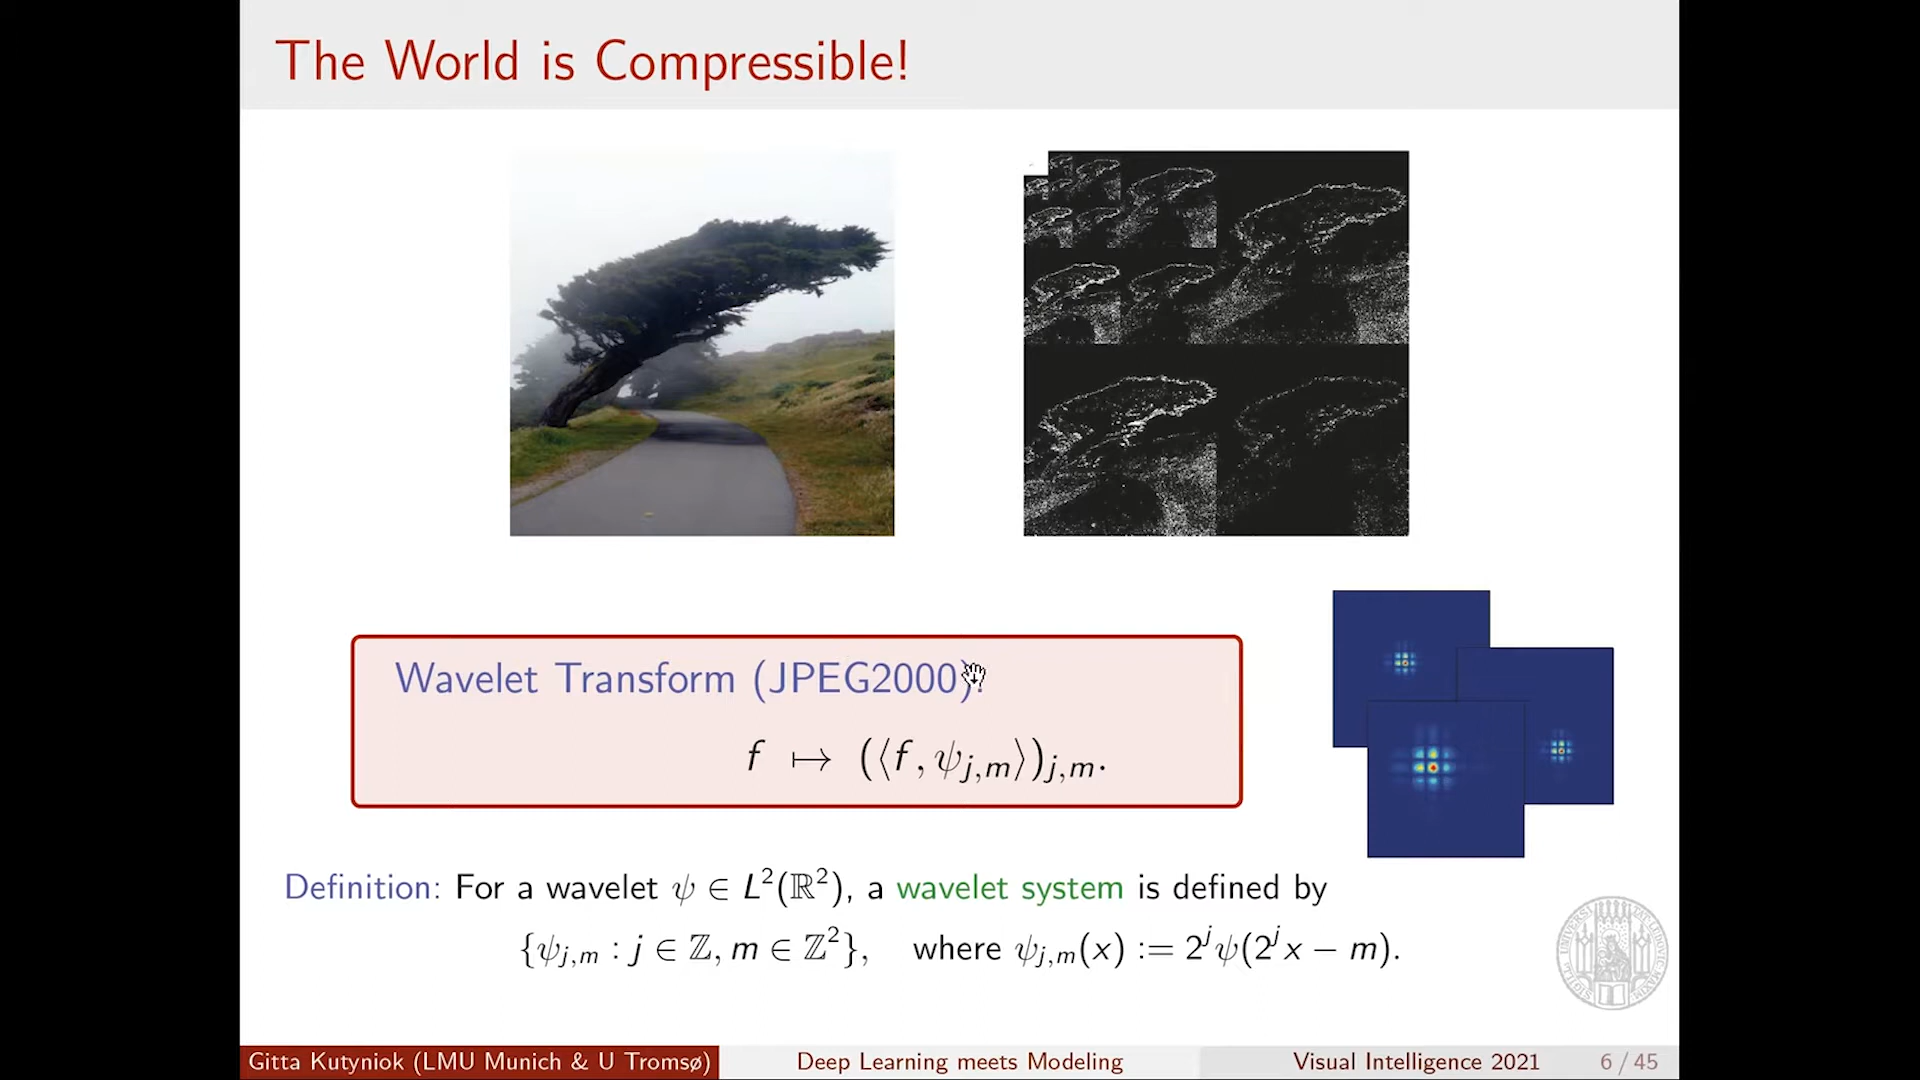 The World is Compressible!
Wavelet Transform (JPEG2000):
f ↦ (⟨f, ψ_{j,m}⟩)_{j,m}.
Definition: For a wavelet ψ ∈ L²(ℝ²), a wavelet system is defined by
{ψ_{j,m} : j ∈ ℤ, m ∈ ℤ²}, where ψ_{j,m}(x) := 2^j ψ(2^j x − m).
Gitta Kutyniok (LMU Munich & U Tromsø) Deep Learning meets Modeling Visual Intelligence 2021 6 / 45